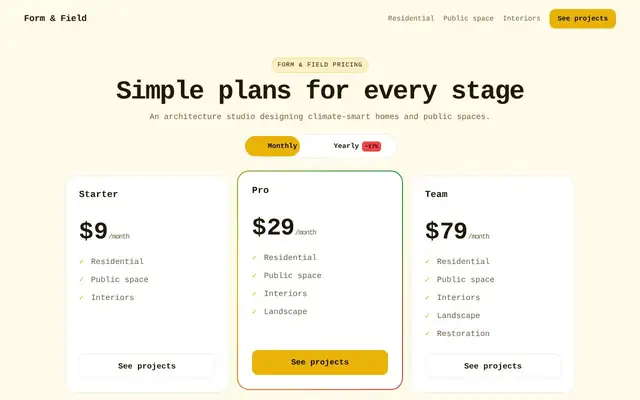 Form & Field
Residential Public space Interiors See projects
FORM & FIELD PRICING
Simple plans for every stage
An architecture studio designing climate-smart homes and public spaces.
Monthly Yearly -17%
Starter
$9/month
✓ Residential
✓ Public space
✓ Interiors
See projects
Pro
$29/month
✓ Residential
✓ Public space
✓ Interiors
✓ Landscape
See projects
Team
$79/month
✓ Residential
✓ Public space
✓ Interiors
✓ Landscape
✓ Restoration
See projects